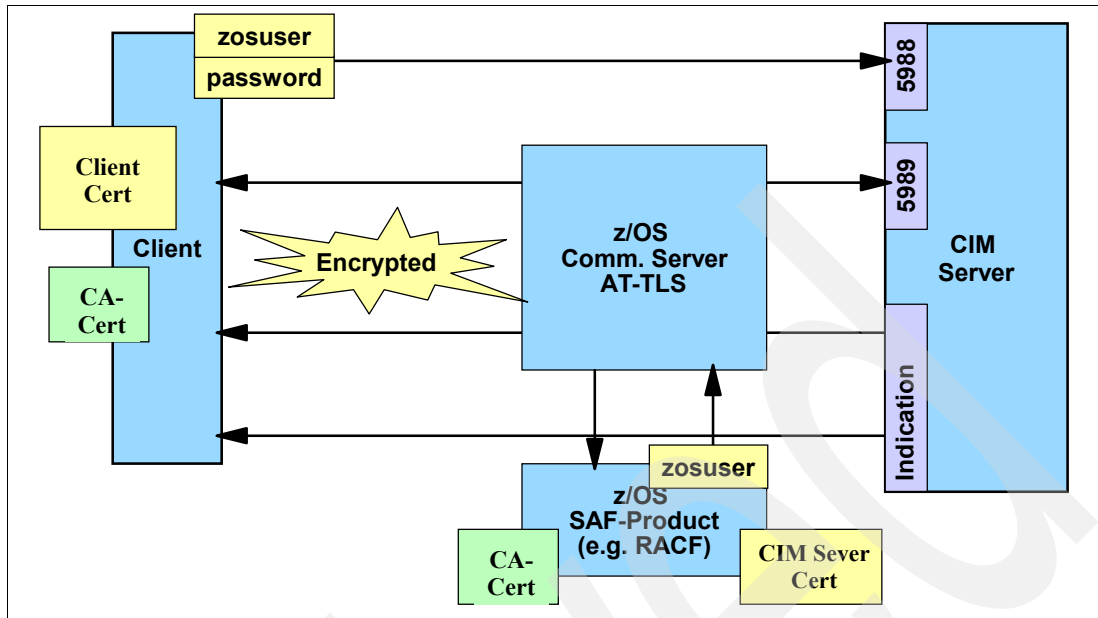 zosuser
password
5988
Client
Cert
5989
Client
z/OS
Comm. Server
AT-TLS
CIM
Server
Encrypted
CA-
Cert
Indication
zosuser
z/OS
SAF-Product
(e.g. RACF)
CA-
Cert
CIM Sever
Cert